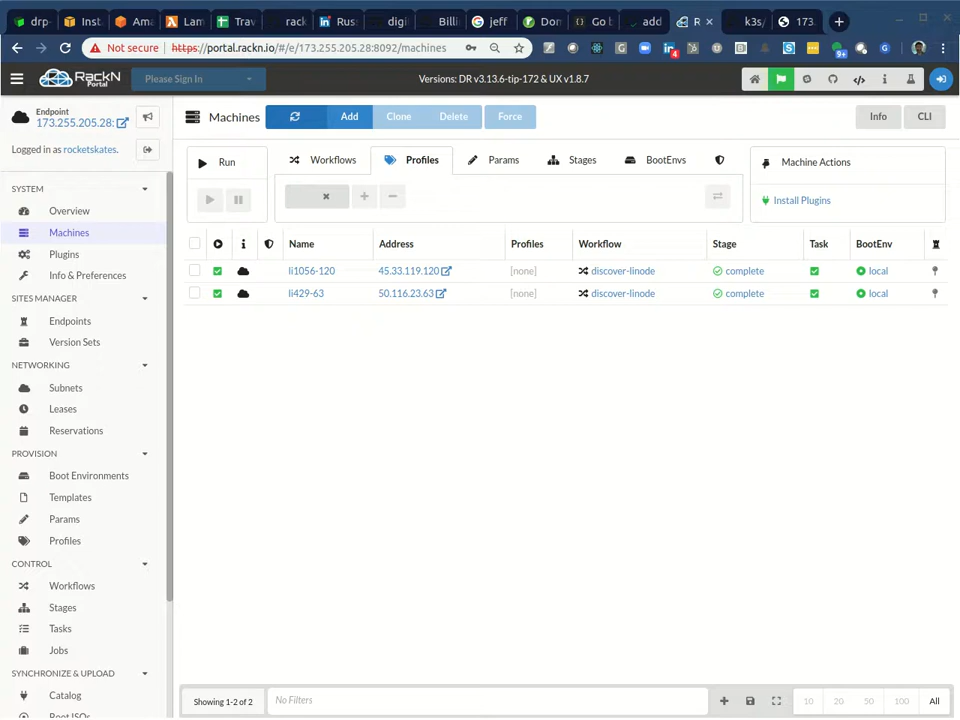 drp-
Inst
Ama
Lam
Trav
rack
Rus
digi
Billi
jeff
Don
Go b
add
R
k3s/
173.
Not secure
https://portal.rackn.io/#/e/173.255.205.28:8092/machines
4
9+
RACKN
Portal
Please Sign In
Versions: DR v3.13.6-tip-172 & UX v1.8.7
Endpoint
173.255.205.28:
Logged in as rocketskates.
SYSTEM
Overview
Machines
Plugins
Info & Preferences
SITES MANAGER
Endpoints
Version Sets
NETWORKING
Subnets
Leases
Reservations
PROVISION
Boot Environments
Templates
Params
Profiles
CONTROL
Workflows
Stages
Tasks
Jobs
SYNCHRONIZE & UPLOAD
Catalog
Boot ISOs
Machines
Add
Clone
Delete
Force
Info
CLI
Run
Workflows
Profiles
Params
Stages
BootEnvs
Machine Actions
Install Plugins
Name Address Profiles Workflow Stage Task BootEnv
li1056-120 45.33.119.120 [none] discover-linode complete local
li429-63 50.116.23.63 [none] discover-linode complete local
Showing 1-2 of 2
No Filters
10 20 50 100 All